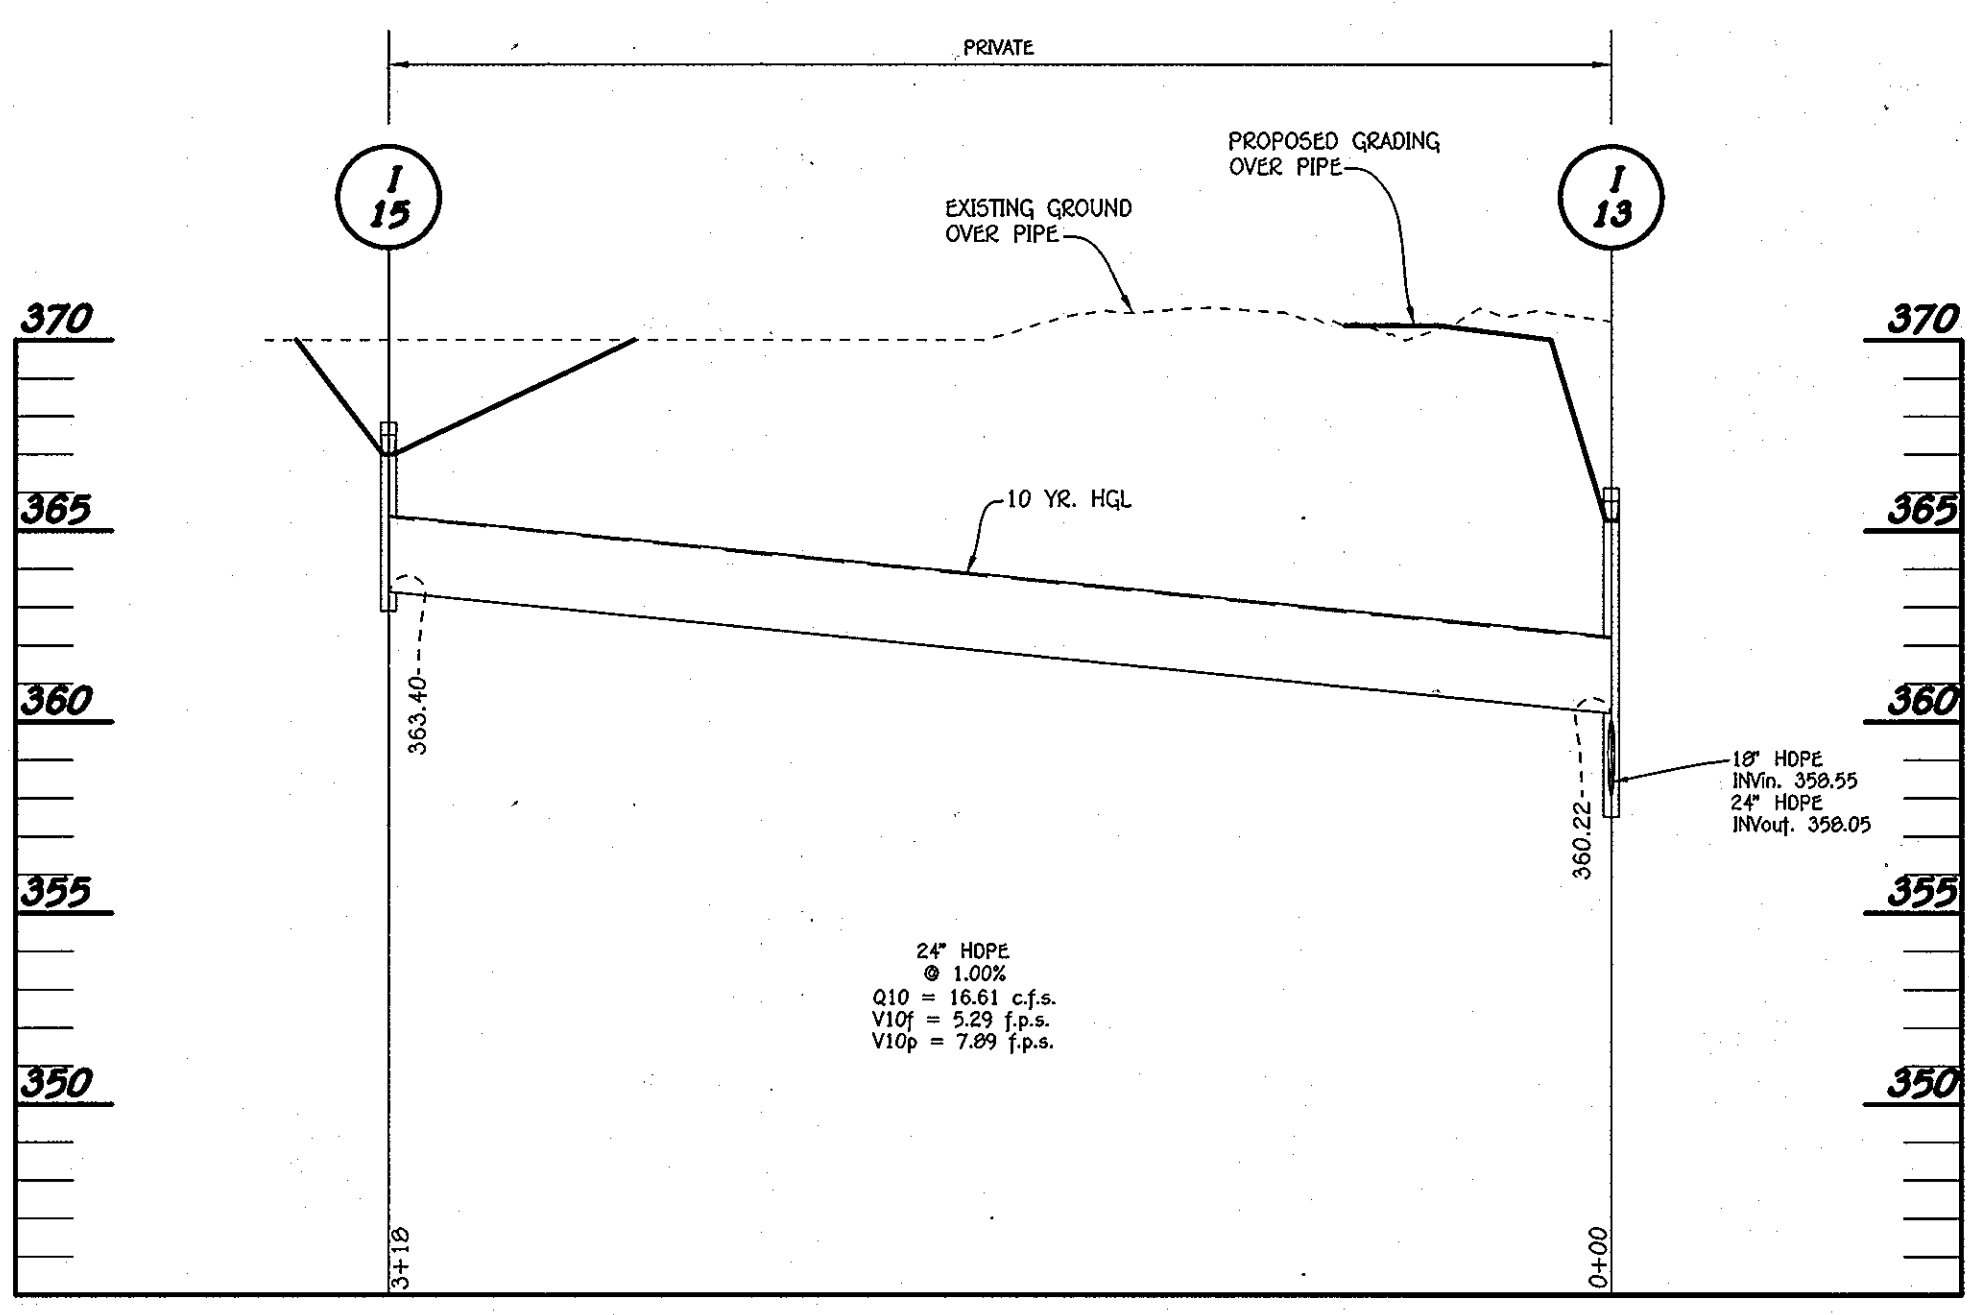 PRIVATE
I
15
I
13
PROPOSED GRADING
OVER PIPE
EXISTING GROUND
OVER PIPE
370
370
10 YR. HGL
365
365
363.40
360
360
18" HDPE
INVin. 358.55
24" HDPE
INVout. 358.05
360.22
355
355
24" HDPE
@ 1.00%
Q10 = 16.61 c.f.s.
V10f = 5.29 f.p.s.
V10p = 7.89 f.p.s.
350
350
3+18
0+00